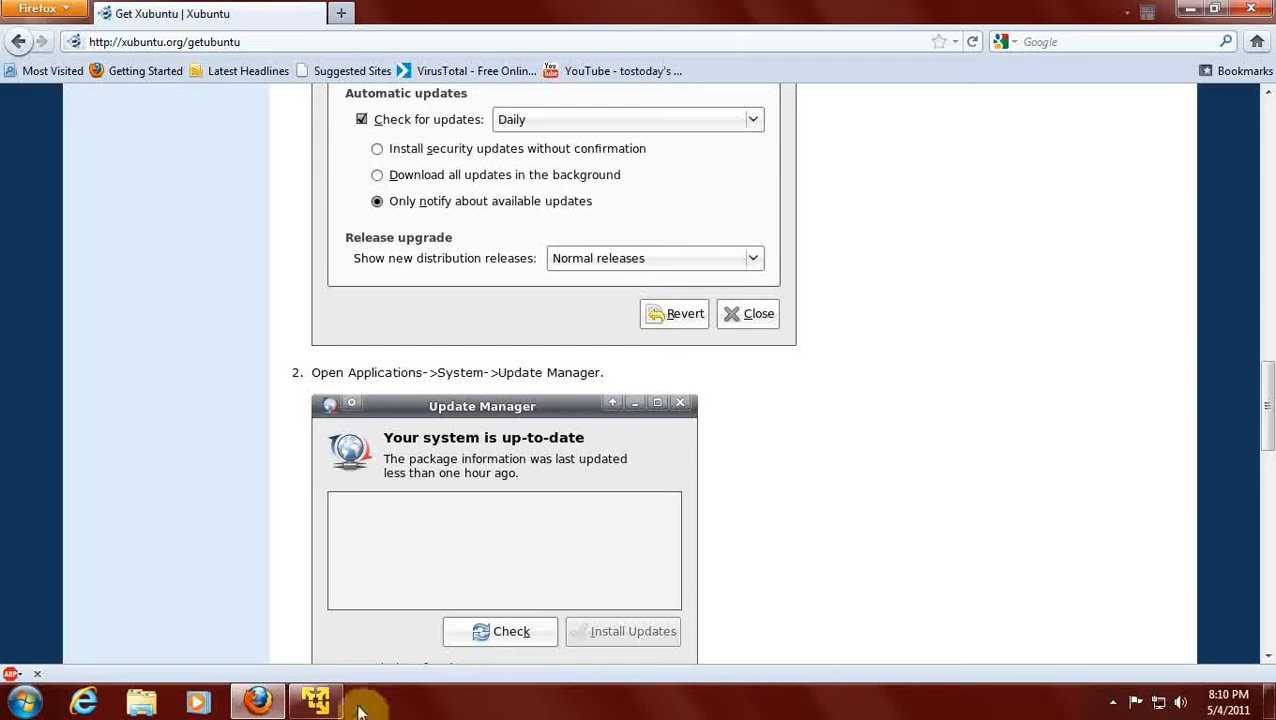 Firefox
Get Xubuntu | Xubuntu
http://xubuntu.org/getubuntu
Google
Most Visited
Getting Started
Latest Headlines
Suggested Sites
VirusTotal - Free Onlin...
YouTube - tostoday's ...
Bookmarks
Automatic updates
Check for updates:
Daily
Install security updates without confirmation
Download all updates in the background
Only notify about available updates
Release upgrade
Show new distribution releases:
Normal releases
Revert
Close
2. Open Applications->System->Update Manager.
Update Manager
Your system is up-to-date
The package information was last updated
less than one hour ago.
Check
Install Updates
ABP
8:10 PM
5/4/2011